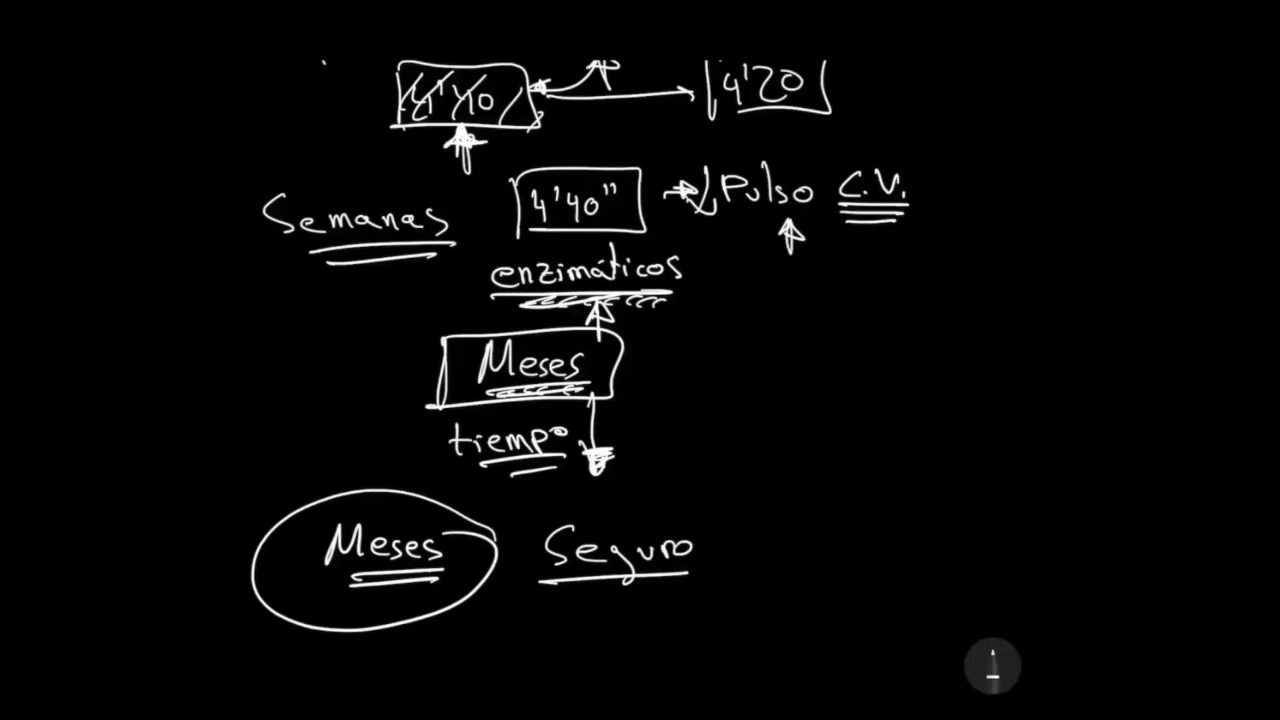 4'40 4'20
Semanas 4'40" Pulso C.V.
enzimáticos
Meses
tiempo
Meses Seguro